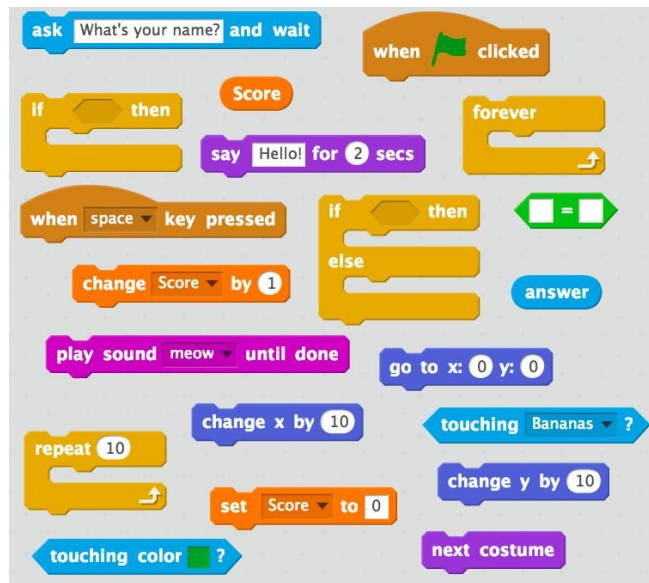 ask What's your name? and wait
when clicked
Score
if then
forever
say Hello! for 2 secs
when space key pressed
if then
=
else
change Score by 1
answer
play sound meow until done
go to x: 0 y: 0
change x by 10
touching Bananas ?
repeat 10
change y by 10
set Score to 0
next costume
touching color ?